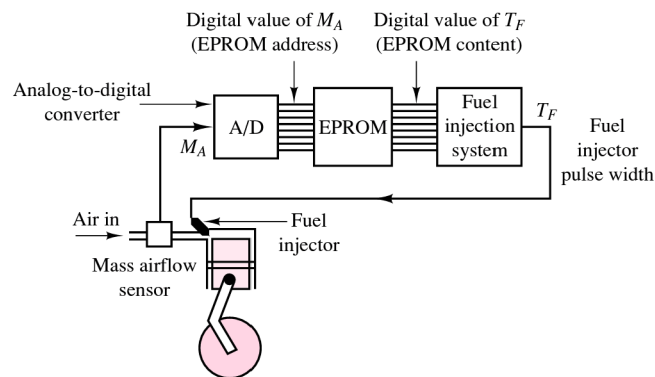 Digital value of M_A
(EPROM address)
Digital value of T_F
(EPROM content)
Analog-to-digital
converter
A/D
EPROM
Fuel
injection
system
T_F
Fuel
injector
pulse width
M_A
Air in
Fuel
injector
Mass airflow
sensor